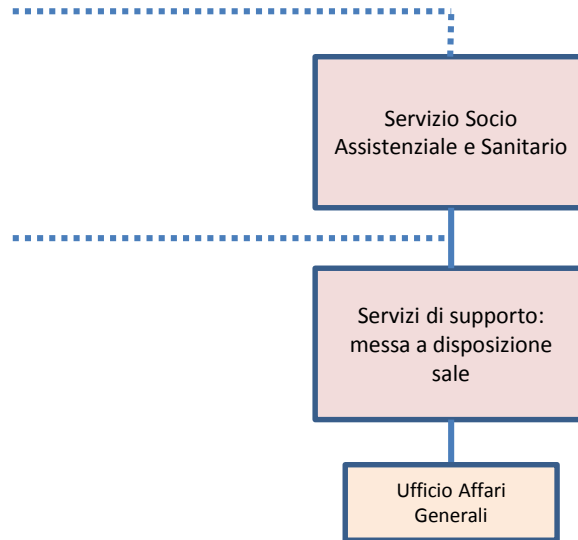 Servizio Socio
Assistenziale e Sanitario
Servizi di supporto:
messa a disposizione
sale
Ufficio Affari
Generali